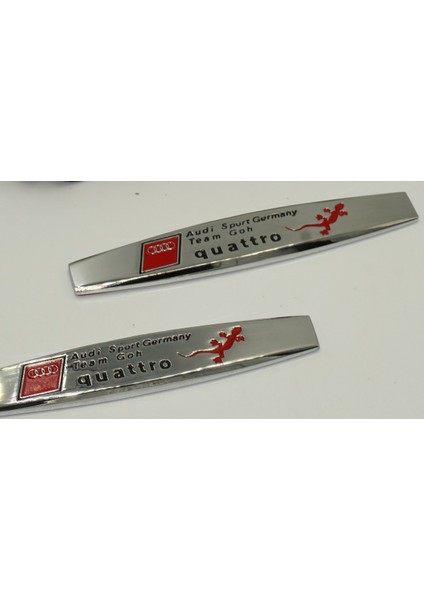 Audi Sport Germany
Team Goh
quattro
Audi Sport Germany
Team Goh
quattro